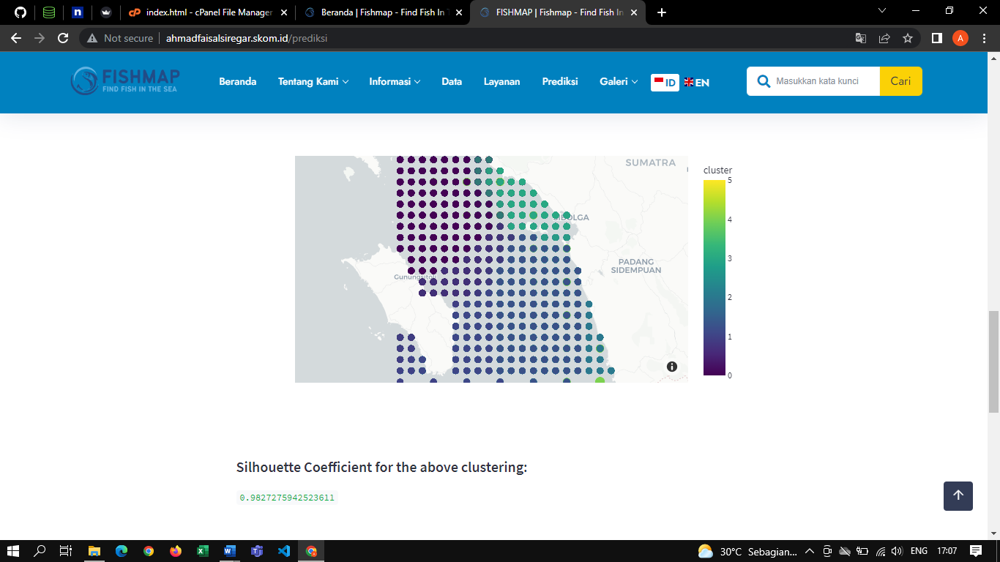 index.html - cPanel File Manager
Beranda | Fishmap - Find Fish In T
FISHMAP | Fishmap - Find Fish In
Not secure
ahmadfaisalsiregar.skom.id/prediksi
A
FISHMAP
FIND FISH IN THE SEA
Beranda
Tentang Kami
Informasi
Data
Layanan
Prediksi
Galeri
ID
EN
Masukkan kata kunci
Cari
SUMATRA
SIBOLGA
PADANG
SIDEMPUAN
Gunungsitoli
cluster
5
4
3
2
1
0
Silhouette Coefficient for the above clustering:
0.9827275942523611
30°C Sebagian...
ENG
17:07